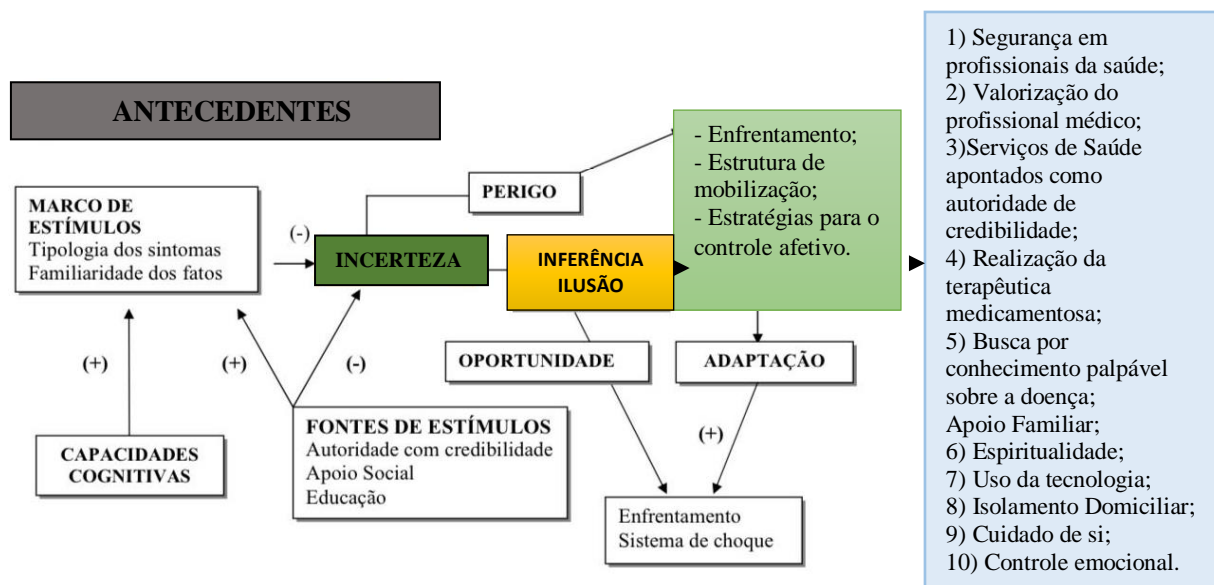 ANTECEDENTES
MARCO DE
ESTÍMULOS
Tipologia dos sintomas
Familiaridade dos fatos
(-)
INCERTEZA
PERIGO
INFERÊNCIA
ILUSÃO
- Enfrentamento;
- Estrutura de
mobilização;
- Estratégias para o
controle afetivo.
(+)
(+)
(-)
OPORTUNIDADE
ADAPTAÇÃO
CAPACIDADES
COGNITIVAS
FONTES DE ESTÍMULOS
Autoridade com credibilidade
Apoio Social
Educação
(+)
Enfrentamento
Sistema de choque
1) Segurança em
profissionais da saúde;
2) Valorização do
profissional médico;
3)Serviços de Saúde
apontados como
autoridade de
credibilidade;
4) Realização da
terapêutica
medicamentosa;
5) Busca por
conhecimento palpável
sobre a doença;
Apoio Familiar;
6) Espiritualidade;
7) Uso da tecnologia;
8) Isolamento Domiciliar;
9) Cuidado de si;
10) Controle emocional.